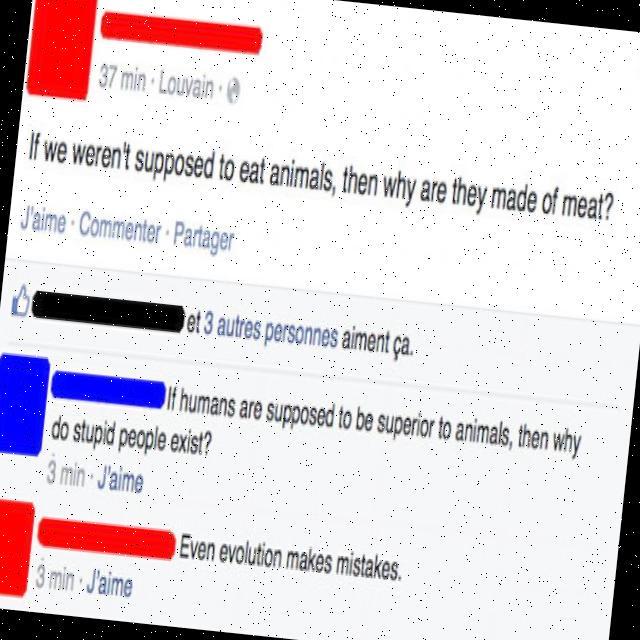 37 min · Louvain ·
If we weren't supposed to eat animals, then why are they made of meat?
J'aime · Commenter · Partager
et 3 autres personnes aiment ça.
If humans are supposed to be superior to animals, then why
do stupid people exist?
3 min · J'aime
Even evolution makes mistakes.
3 min · J'aime